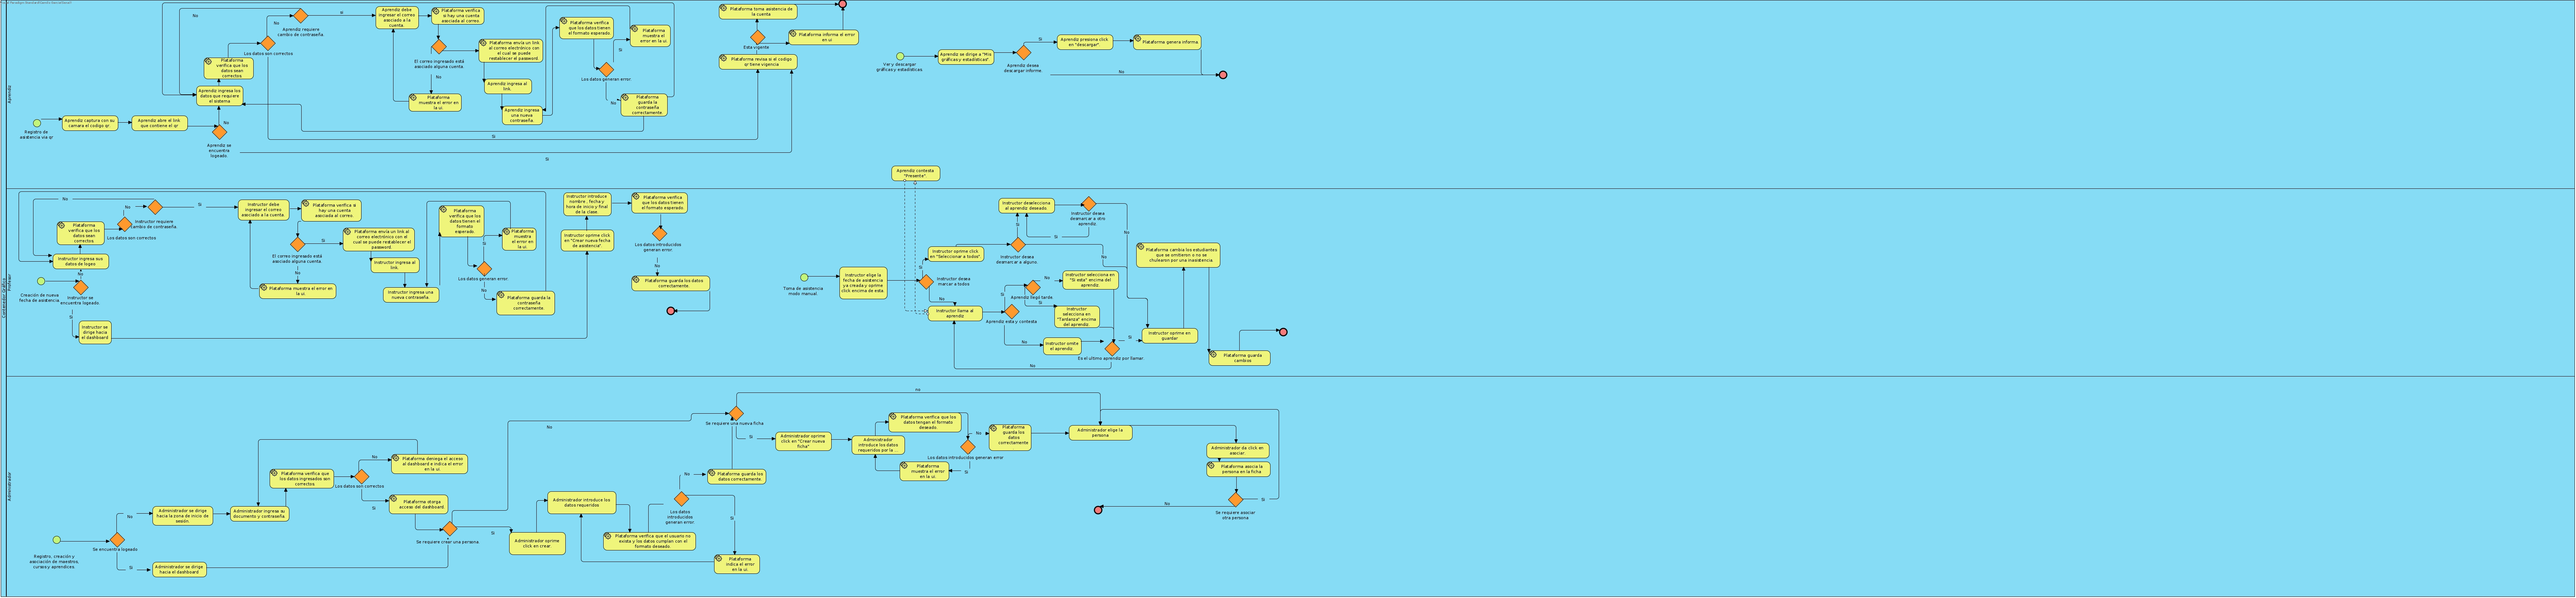 Aprendiz
No
Aprendiz requiere
cambio de contraseña.
si
No
Los datos son correctos
Plataforma
verifica que los
datos sean
correctos
Aprendiz ingresa los
datos que requiere
el sistema
Registro de
asistencia via qr
Aprendiz captura con su
camara el codigo qr
Aprendiz abre el link
que contiene el qr
No
Aprendiz se
encuentra
logeado.
Aprendiz debe
ingresar el correo
asociado a la
cuenta.
Plataforma verifica
si hay una cuenta
asociada al correo.
El correo ingresado está
asociado alguna cuenta.
No
Plataforma
muestra el error en
la ui.
Plataforma envía un link
al correo electrónico con
el cual se puede
restablecer el password.
Aprendiz ingresa al
link.
Aprendiz ingresa
una nueva
contraseña.
Plataforma verifica
que los datos tienen
el formato esperado.
Plataforma
muestra el
error en la ui.
Si
Los datos generan error
No
Plataforma
guarda la
contraseña
correctamente
Si
Si
Plataforma toma asistencia de
la cuenta
Esta vigente
Plataforma informa el error
en ui
Plataforma revisa si el codigo
qr tiene vigencia
Ver y descargar
gráficas y estadísticas.
Aprendiz se dirige a "Mis
gráficas y estadísticas".
Aprendiz desea
descargar informe
Si
Aprendiz presiona click
en "descargar".
Plataforma genera informa
No
Aprendiz contesta
"Presente".
Profesor
No
No
Instructor requiere
cambio de contraseña.
Si
Plataforma
verifica que los
datos sean
correctos
Los datos son correctos
Instructor ingresa sus
datos de logeo
No
Creación de nueva
fecha de asistencia
Instructor se
encuentre logeado.
Si
Instructor se
dirige hacia
el dashboard
Instructor debe
ingresar el correo
asociado a la cuenta
Plataforma verifica si
hay una cuenta
asociada al correo.
El correo ingresado está
asociado alguna cuenta
Si
No
Plataforma muestra el error en
la ui.
Plataforma envía un link al
correo electrónico con el
cual se puede restablecer el
password.
Instructor ingresa al
link.
Instructor ingresa una
nueva contraseña.
Plataforma
verifica que los
datos tienen el
formato
esperado.
Si
Plataforma
muestra
el error en
la ui.
Los datos generan error
No
Plataforma guarda la
contraseña
correctamente
Instructor introduce
nombre , fecha y
hora de inicio y final
de la clase.
Instructor oprime click
en "Crear nueva fecha
de asistencia".
Plataforma verifica
que los datos tienen
el formato esperado.
Los datos introducidos
generan error
No
Plataforma guarda los datos
correctamente.
Toma de asistencia
modo manual.
Instructor elige la
fecha de asistencia
ya creada y oprime
click encima de esta.
Si
Instructor oprime click
en "Seleccionar a todos".
Instructor desea
marcar a todos
No
Instructor llama al
aprendiz
Instructor desea
desmarcar a alguno.
Si
No
Instructor deselecciona
al aprendiz deseado
Instructor desea
desmarcar a otro
aprendiz.
Si
No
Aprendiz esta y contesta
Si
Aprendiz llegó tarde
No
Si
Instructor selecciona en
"Si esta" encima del
aprendiz
Instructor
selecciona en
"Tardanza" encima
del aprendiz
No
Instructor omite
el aprendiz
Es el ultimo aprendiz por llamar
Si
No
Instructor oprime en
guardar
Plataforma cambia los estudiantes
que se omitieron o no se
chulearon por una inasistencia.
Plataforma guarda
cambios
Administrador
Registro, creación y
asociación de maestros,
cursos y aprendices.
Se encuentra logeado
No
Si
Administrador se dirige
hacia la zona de inicio de
sesión
Administrador se dirige
hacia el dashboard
Administrador ingrese su
documento y contraseña.
Plataforma verifica que
los datos ingresados son
correctos
Los datos son correctos
No
Si
Plataforma deniega el acceso
al dashboard e indica el error
en la ui.
Plataforma otorga
acceso del dashboard
Se requiere crear una persona.
No
Si
Administrador oprime
click en crear
Administrador introduce los
datos requeridos
Plataforma verifica que el usuario no
exista y los datos cumplan con el
formato deseado
Los datos
introducidos
generan error
No
Si
Plataforma
indica el error
en la ui
Plataforma guarda los
datos correctamente.
Se requiere una nueva ficha
no
Si
Administrador oprime
click en "Crear nueva
ficha"
Administrador
introduce los datos
requeridos por la ...
Plataforma verifica que los
datos tengan el formato
deseado.
Los datos introducidos generan error
No
Si
Plataforma
muestra el error
en la ui
Plataforma
guarda los
datos
correctamente
Administrador elige la
persona
Administrador da click en
asociar
Plataforma asocia la
persona en la ficha
Se requiere asociar
otra persona
Si
No